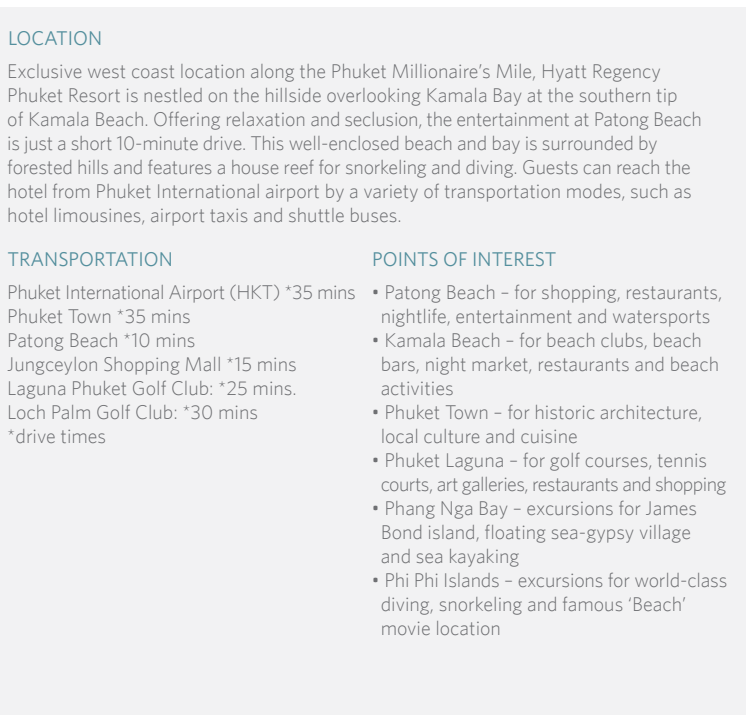 LOCATION
Exclusive west coast location along the Phuket Millionaire's Mile, Hyatt Regency
Phuket Resort is nestled on the hillside overlooking Kamala Bay at the southern tip
of Kamala Beach. Offering relaxation and seclusion, the entertainment at Patong Beach
is just a short 10-minute drive. This well-enclosed beach and bay is surrounded by
forested hills and features a house reef for snorkeling and diving. Guests can reach the
hotel from Phuket International airport by a variety of transportation modes, such as
hotel limousines, airport taxis and shuttle buses.
TRANSPORTATION
Phuket International Airport (HKT) *35 mins
Phuket Town *35 mins
Patong Beach *10 mins
Jungceylon Shopping Mall *15 mins
Laguna Phuket Golf Club: *25 mins.
Loch Palm Golf Club: *30 mins
*drive times
POINTS OF INTEREST
• Patong Beach – for shopping, restaurants,
nightlife, entertainment and watersports
• Kamala Beach – for beach clubs, beach
bars, night market, restaurants and beach
activities
• Phuket Town – for historic architecture,
local culture and cuisine
• Phuket Laguna – for golf courses, tennis
courts, art galleries, restaurants and shopping
• Phang Nga Bay – excursions for James
Bond island, floating sea-gypsy village
and sea kayaking
• Phi Phi Islands – excursions for world-class
diving, snorkeling and famous 'Beach'
movie location